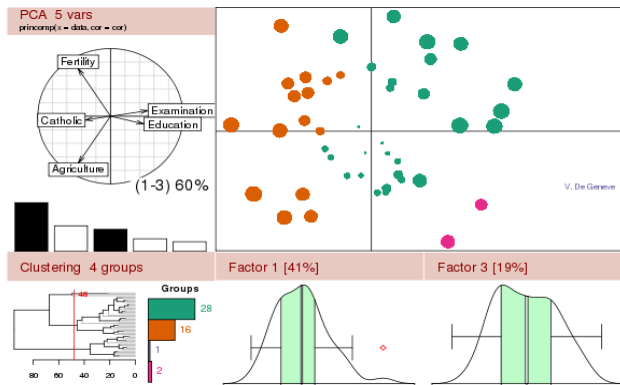 PCA 5 vars
princomp(x = data, cor = cor)
Fertility
Examination
Catholic
Education
Agriculture
(1-3) 60%
V. De Geneve
Clustering 4 groups
Factor 1 [41%]
Factor 3 [19%]
48
Groups
28
16
1
2
80 60 40 20 0